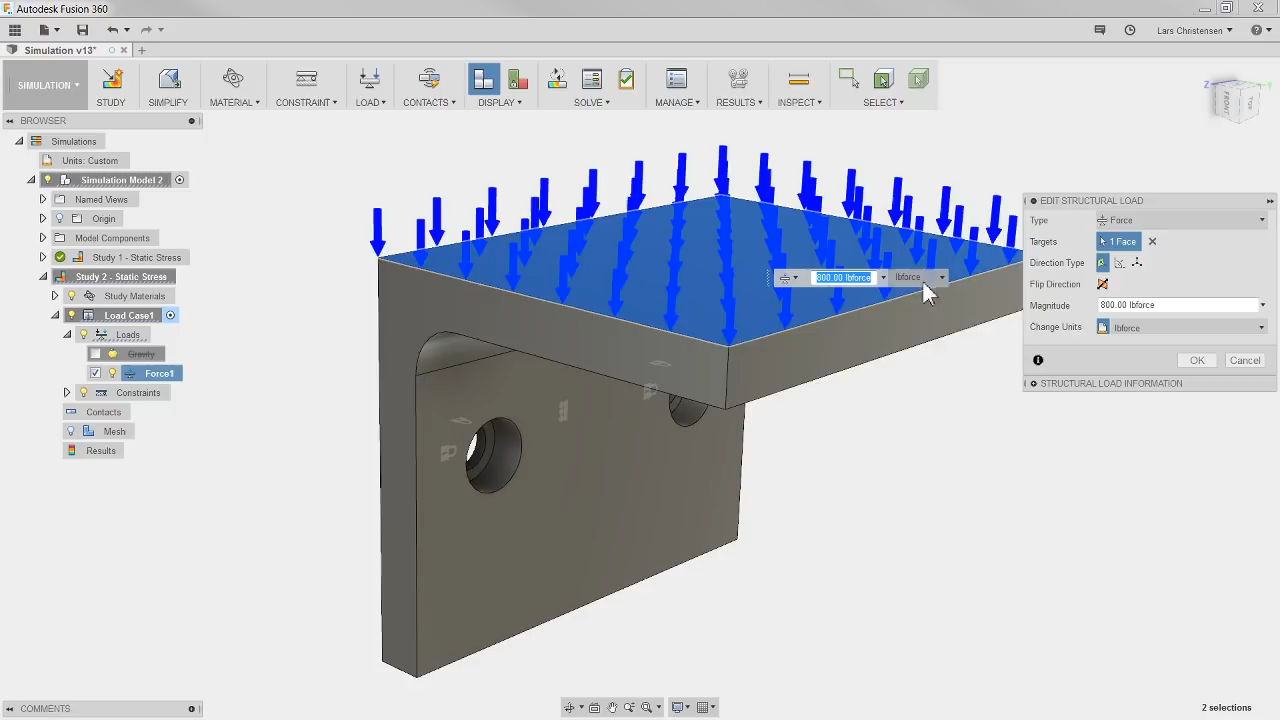 Autodesk Fusion 360
Lars Christensen
Simulation v13*
SIMULATION
STUDY
SIMPLIFY
MATERIAL
CONSTRAINT
LOAD
CONTACTS
DISPLAY
SOLVE
MANAGE
RESULTS
INSPECT
SELECT
BROWSER
Simulations
Units: Custom
Simulation Model 2
Named Views
Origin
Model Components
Study 1 - Static Stress
Study 2 - Static Stress
Study Materials
Load Case1
Loads
Gravity
Force1
Constraints
Contacts
Mesh
Results
Z
Y
FRONT
TOP
800.00 lbforce
lbforce
EDIT STRUCTURAL LOAD
Type
Force
Targets
1 Face
Direction Type
Flip Direction
Magnitude
800.00 lbforce
Change Units
lbforce
OK
Cancel
STRUCTURAL LOAD INFORMATION
COMMENTS
2 selections